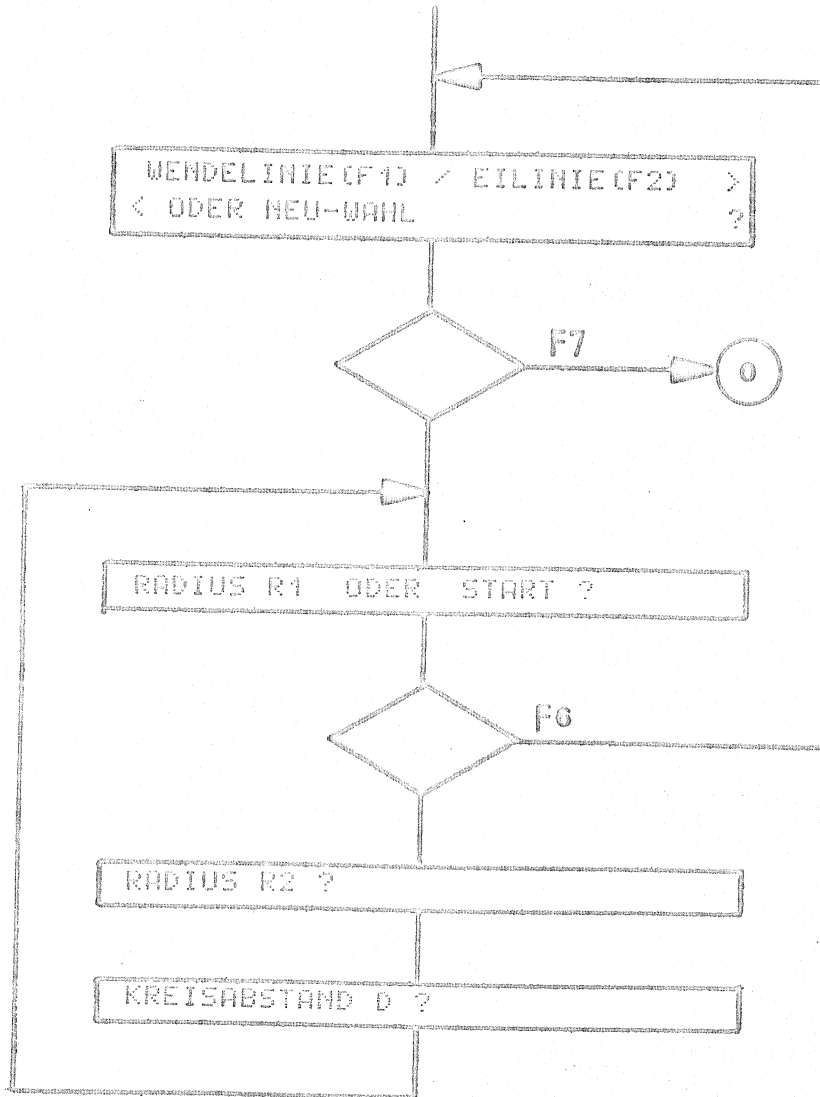 WENDELINIE(F1) / EILINIE(F2) >
< ODER NEU-WAHL ?
F7
0
RADIUS R1 ODER START ?
F6
RADIUS R2 ?
KREISABSTAND D ?